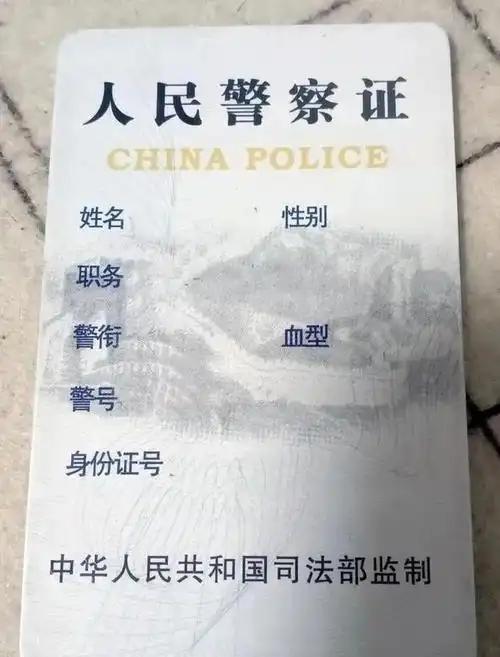 人民警察证
CHINA POLICE
姓名 性别
职务
警衔 血型
警号
身份证号
中华人民共和国司法部监制